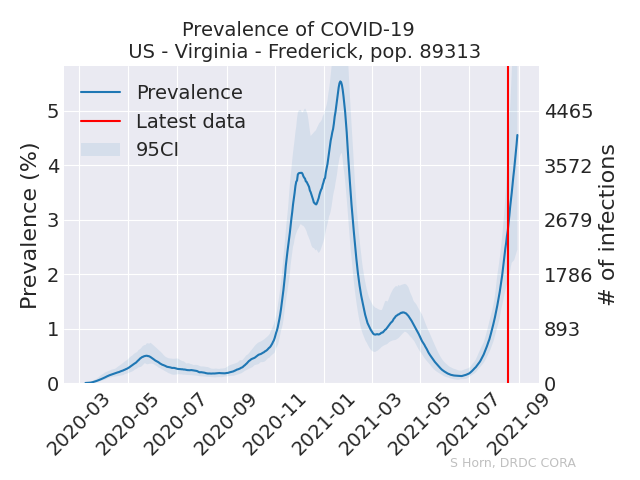 Prevalence of COVID-19
US - Virginia - Frederick, pop. 89313
Prevalence
Latest data
95CI
Prevalence (%)
5
4
3
2
1
0
4465
3572
2679
1786
893
0
# of infections
2020-03
2020-05
2020-07
2020-09
2020-11
2021-01
2021-03
2021-05
2021-07
2021-09
S Horn, DRDC CORA